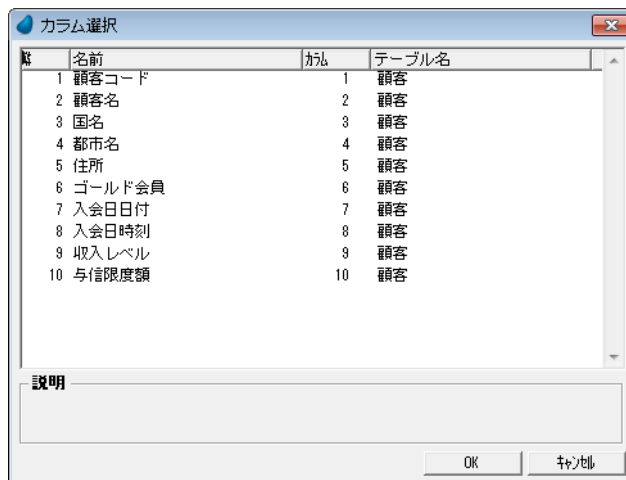 カラム選択
名前 ｶﾗﾑ テーブル名
1 顧客コード 1 顧客
2 顧客名 2 顧客
3 国名 3 顧客
4 都市名 4 顧客
5 住所 5 顧客
6 ゴールド会員 6 顧客
7 入会日日付 7 顧客
8 入会日時刻 8 顧客
9 収入レベル 9 顧客
10 与信限度額 10 顧客
説明
OK ｷｬﾝｾﾙ